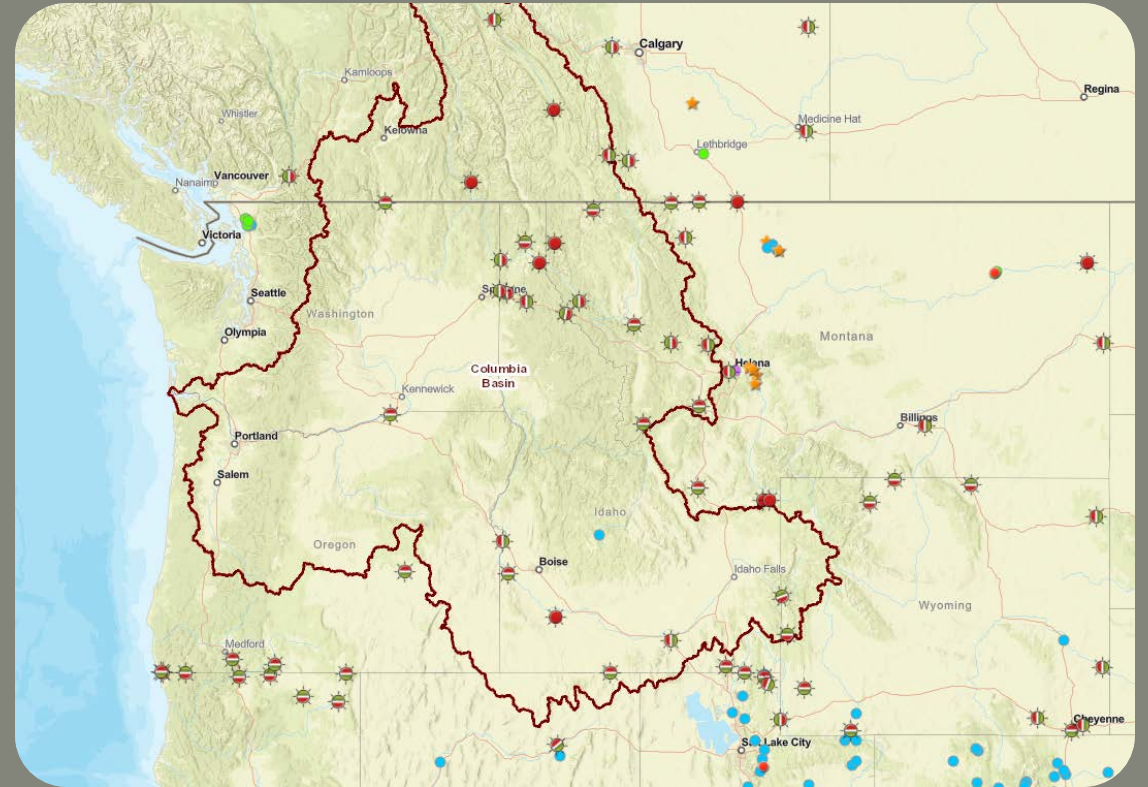 Calgary
Kamloops
Regina
Whistler
Medicine Hat
Kelowna
Lethbridge
Vancouver
Nanaimo
Victoria
Seattle
Washington
Olympia
Montana
Helena
Columbia
Basin
Kennewick
Billings
Portland
Salem
Idaho
Oregon
Boise
Idaho Falls
Wyoming
Medford
Cheyenne
Salt Lake City